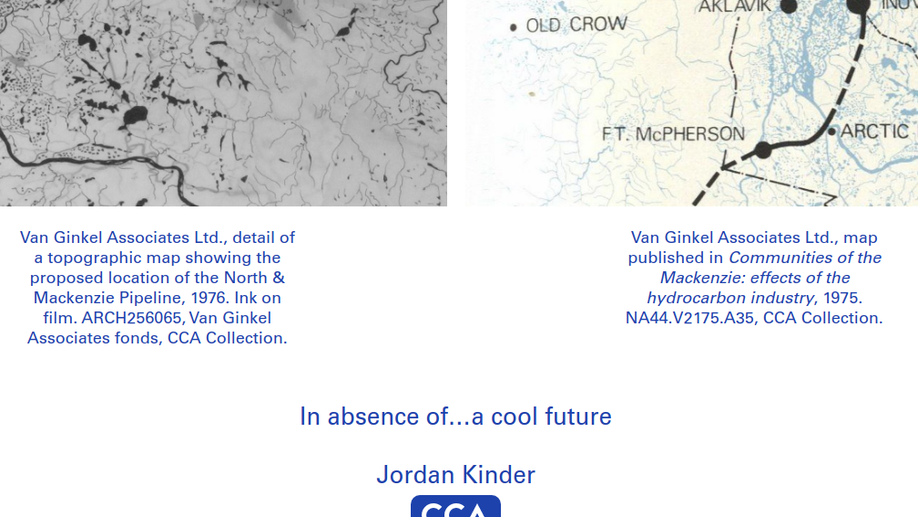 AKLAVIK
OLD CROW
FT. McPHERSON
ARCTIC
Van Ginkel Associates Ltd., detail of
a topographic map showing the
proposed location of the North &
Mackenzie Pipeline, 1976. Ink on
film. ARCH256065, Van Ginkel
Associates fonds, CCA Collection.
Van Ginkel Associates Ltd., map
published in Communities of the
Mackenzie: effects of the
hydrocarbon industry, 1975.
NA44.V2175.A35, CCA Collection.
In absence of…a cool future
Jordan Kinder
CCA